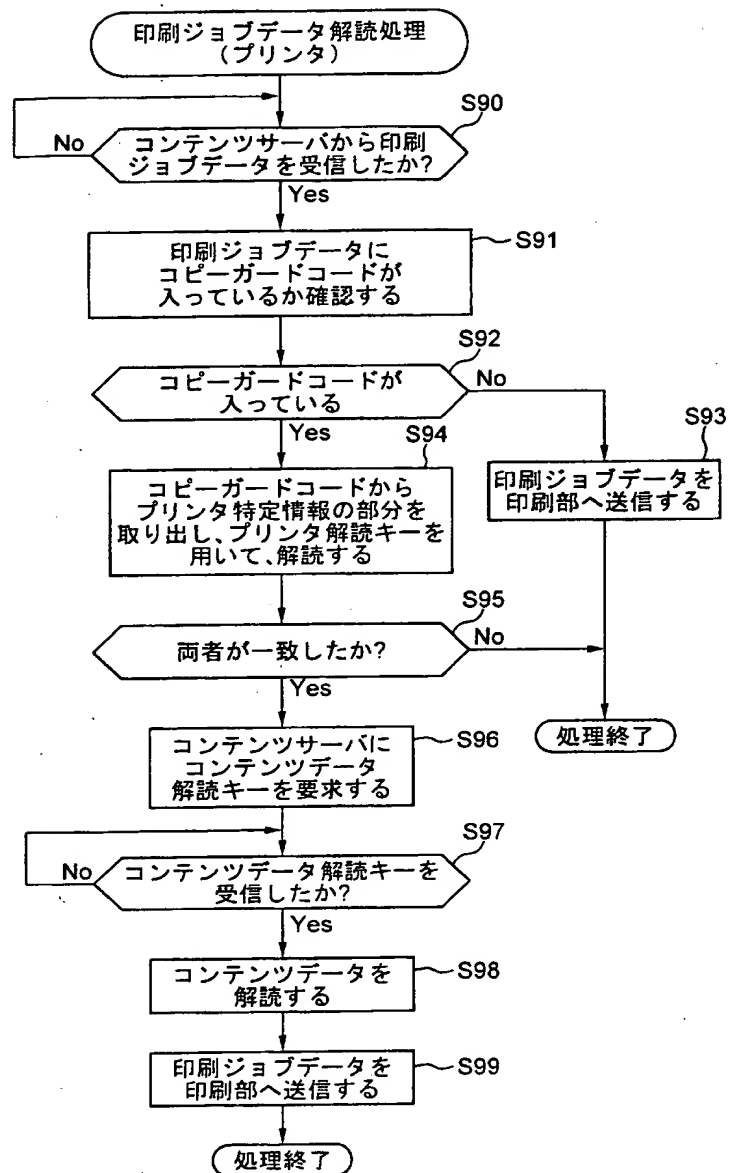 印刷ジョブデータ解読処理
(プリンタ)
S90
No
コンテンツサーバから印刷
ジョブデータを受信したか?
Yes
S91
印刷ジョブデータに
コピーガードコードが
入っているか確認する
S92
コピーガードコードが
入っている
No
Yes
S94
S93
コピーガードコードから
プリンタ特定情報の部分を
取り出し、プリンタ解読キーを
用いて、解読する
印刷ジョブデータを
印刷部へ送信する
S95
両者が一致したか?
No
Yes
処理終了
コンテンツサーバに
コンテンツデータ
解読キーを要求する
S96
S97
No
コンテンツデータ解読キーを
受信したか?
Yes
コンテンツデータを
解読する
S98
印刷ジョブデータを
印刷部へ送信する
S99
処理終了